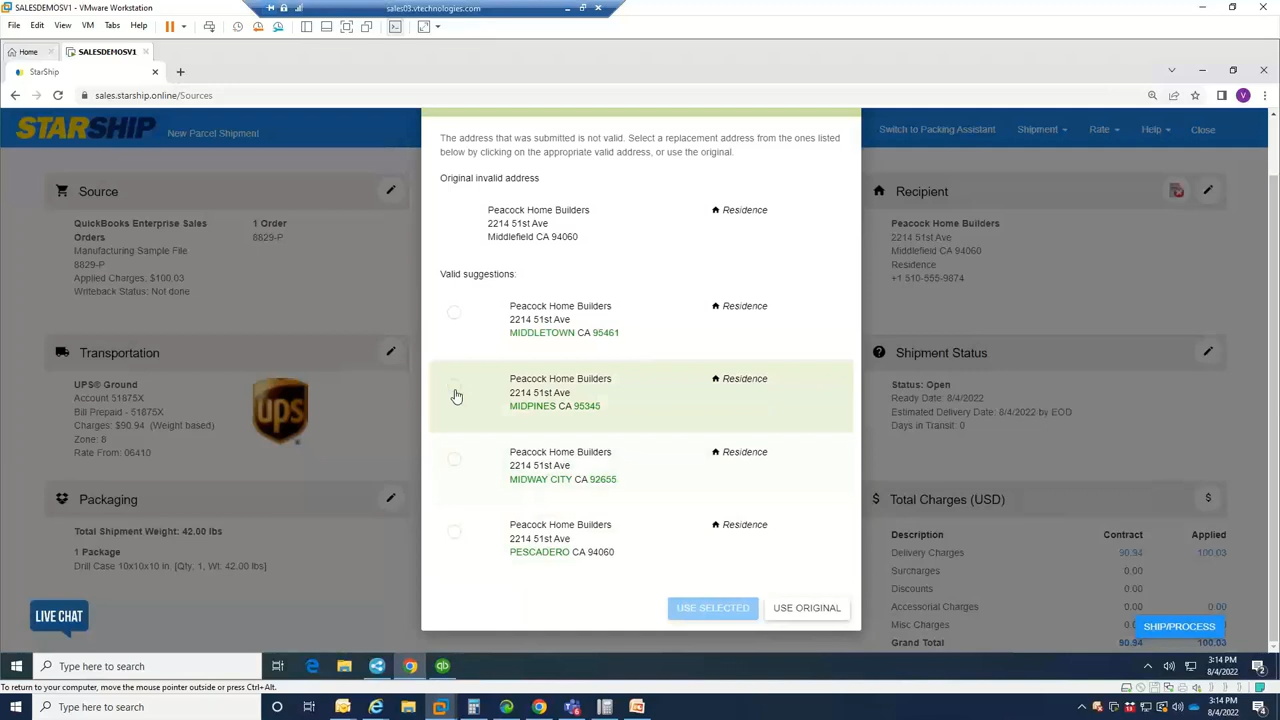 SALESDEMOSV1 - VMware Workstation
sales03.vtechnologies.com
File Edit View VM Tabs Help
Home
SALESDEMOSV1
StarShip
sales.starship.online/Sources
STARSHIP
New Parcel Shipment
Switch to Packing Assistant
Shipment
Rate
Help
Close
The address that was submitted is not valid. Select a replacement address from the ones listed
below by clicking on the appropriate valid address, or use the original.
Original invalid address
Peacock Home Builders
2214 51st Ave
Middlefield CA 94060
Residence
Valid suggestions:
Peacock Home Builders
2214 51st Ave
MIDDLETOWN CA 95461
Residence
Peacock Home Builders
2214 51st Ave
MIDPINES CA 95345
Residence
Peacock Home Builders
2214 51st Ave
MIDWAY CITY CA 92655
Residence
Peacock Home Builders
2214 51st Ave
PESCADERO CA 94060
Residence
USE SELECTED
USE ORIGINAL
Source
QuickBooks Enterprise Sales
Orders
Manufacturing Sample File
8829-P
Applied Charges. $100.03
Writeback Status: Not done
1 Order
8829-P
Transportation
UPS® Ground
Account 51875X
Bill Prepaid - 51875X
Charges: $90.94 (Weight based)
Zone: 8
Rate From: 06410
ups
Packaging
Total Shipment Weight: 42.00 lbs
1 Package
Drill Case 10x10x10 in. [Qty. 1, Wt: 42.00 lbs]
LIVE CHAT
Recipient
Peacock Home Builders
2214 51st Ave
Middlefield CA 94060
Residence
+1 510-555-9874
Shipment Status
Status: Open
Ready Date: 8/4/2022
Estimated Delivery Date: 8/4/2022 by EOD
Days in Transit: 0
Total Charges (USD)
$
Description Contract Applied
Delivery Charges 90.94 100.03
Surcharges 0.00
Discounts 0.00
Accessorial Charges 0.00 0.00
Misc Charges
SHIP/PROCESS
Grand Total 90.94 100.03
Type here to search
3:14 PM
8/4/2022
To return to your computer, move the mouse pointer outside or press Ctrl+Alt.
Type here to search
3:14 PM
8/4/2022